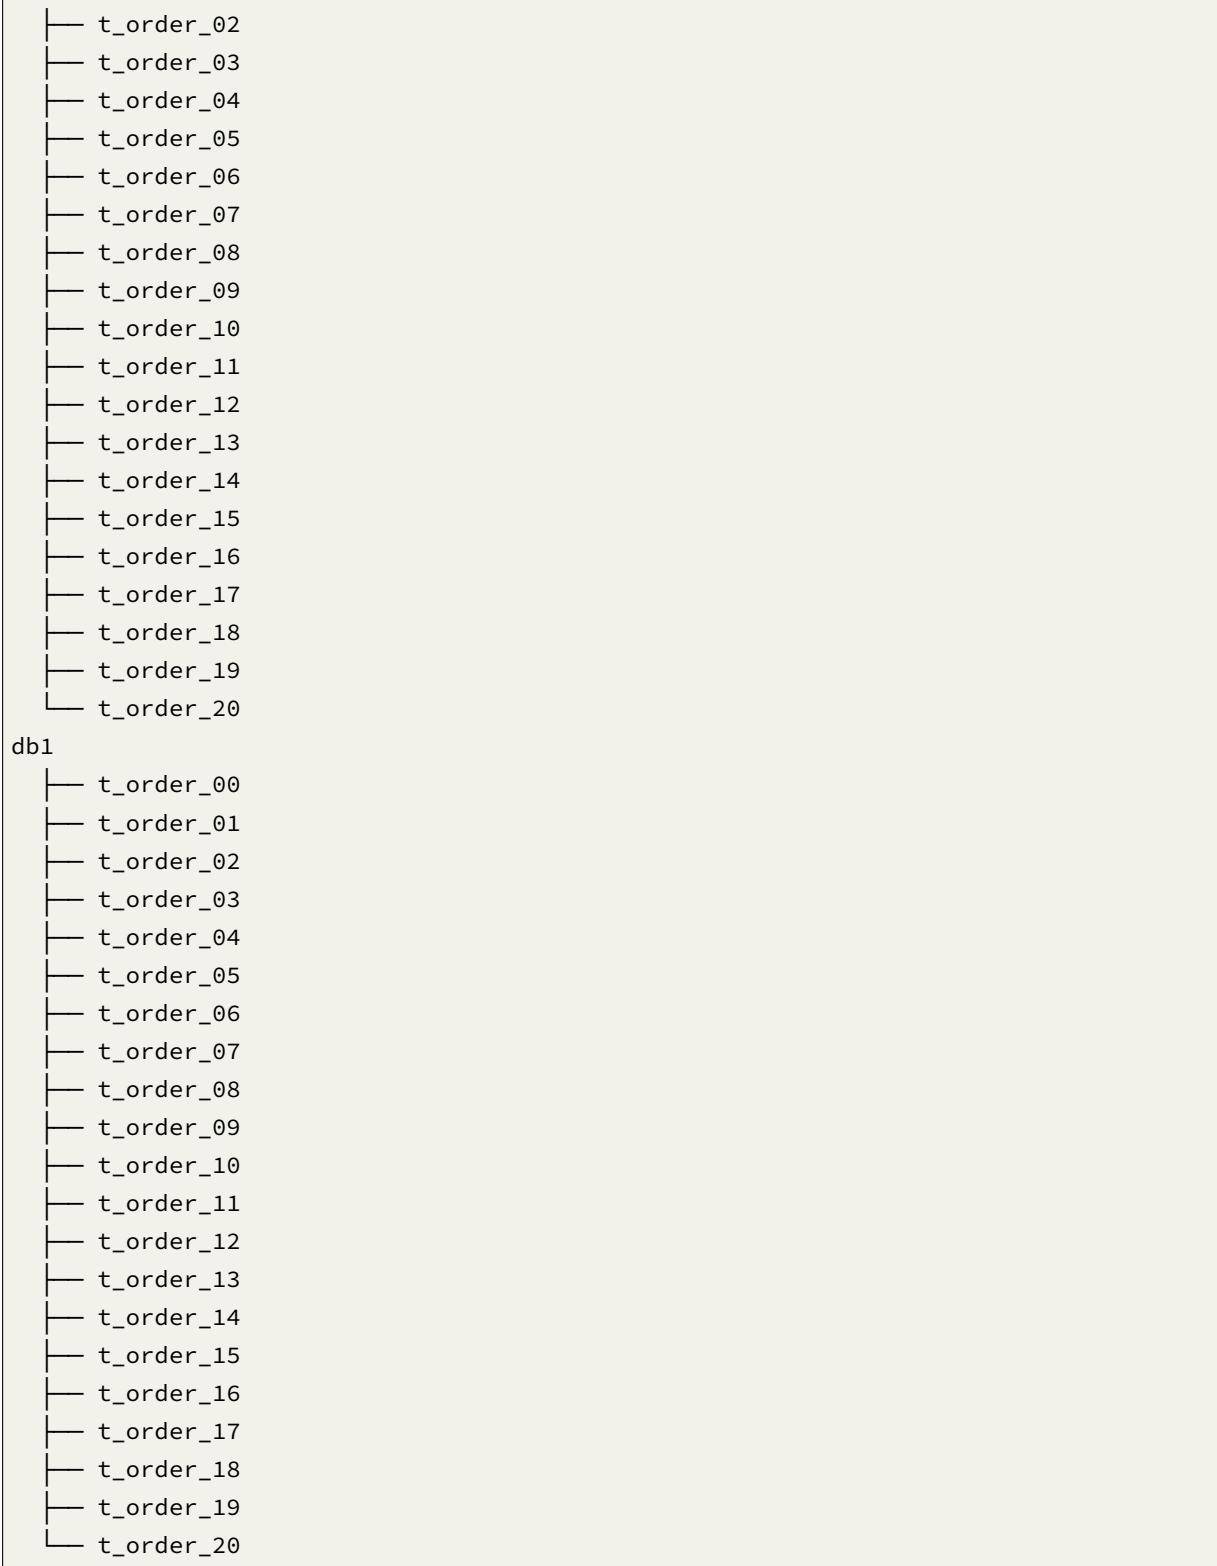 ├── t_order_02
├── t_order_03
├── t_order_04
├── t_order_05
├── t_order_06
├── t_order_07
├── t_order_08
├── t_order_09
├── t_order_10
├── t_order_11
├── t_order_12
├── t_order_13
├── t_order_14
├── t_order_15
├── t_order_16
├── t_order_17
├── t_order_18
├── t_order_19
└── t_order_20
db1
├── t_order_00
├── t_order_01
├── t_order_02
├── t_order_03
├── t_order_04
├── t_order_05
├── t_order_06
├── t_order_07
├── t_order_08
├── t_order_09
├── t_order_10
├── t_order_11
├── t_order_12
├── t_order_13
├── t_order_14
├── t_order_15
├── t_order_16
├── t_order_17
├── t_order_18
├── t_order_19
└── t_order_20